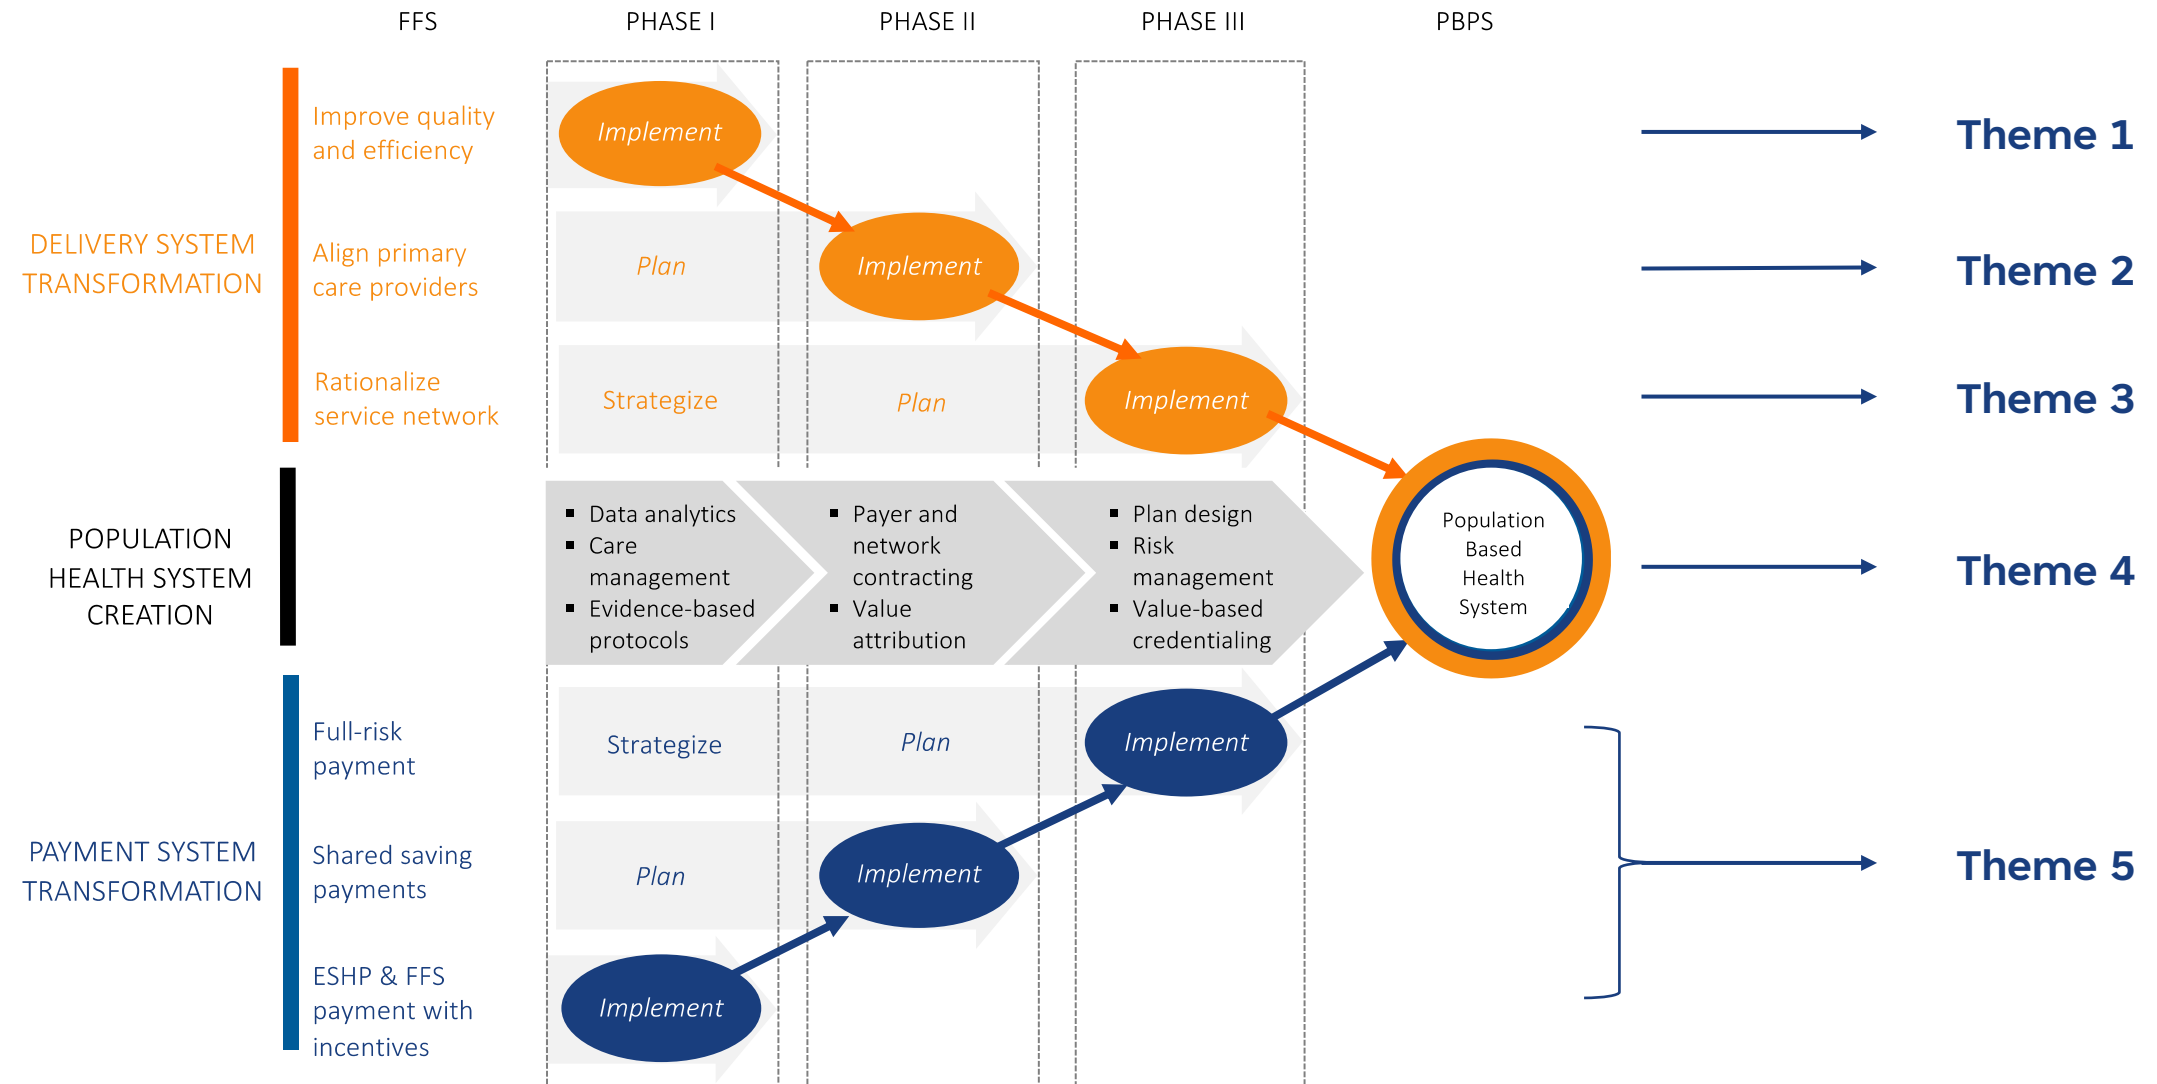 FFS
PHASE I
PHASE II
PHASE III
PBPS
DELIVERY SYSTEM
TRANSFORMATION
Improve quality
and efficiency
Implement
Theme 1
Align primary
care providers
Plan
Implement
Theme 2
Rationalize
service network
Strategize
Plan
Implement
Theme 3
POPULATION
HEALTH SYSTEM
CREATION
▪ Data analytics
▪ Care
management
▪ Evidence-based
protocols
▪ Payer and
network
contracting
▪ Value
attribution
▪ Plan design
▪ Risk
management
▪ Value-based
credentialing
Population
Based
Health
System
Theme 4
PAYMENT SYSTEM
TRANSFORMATION
Full-risk
payment
Strategize
Plan
Implement
Shared saving
payments
Plan
Implement
Theme 5
ESHP & FFS
payment with
incentives
Implement